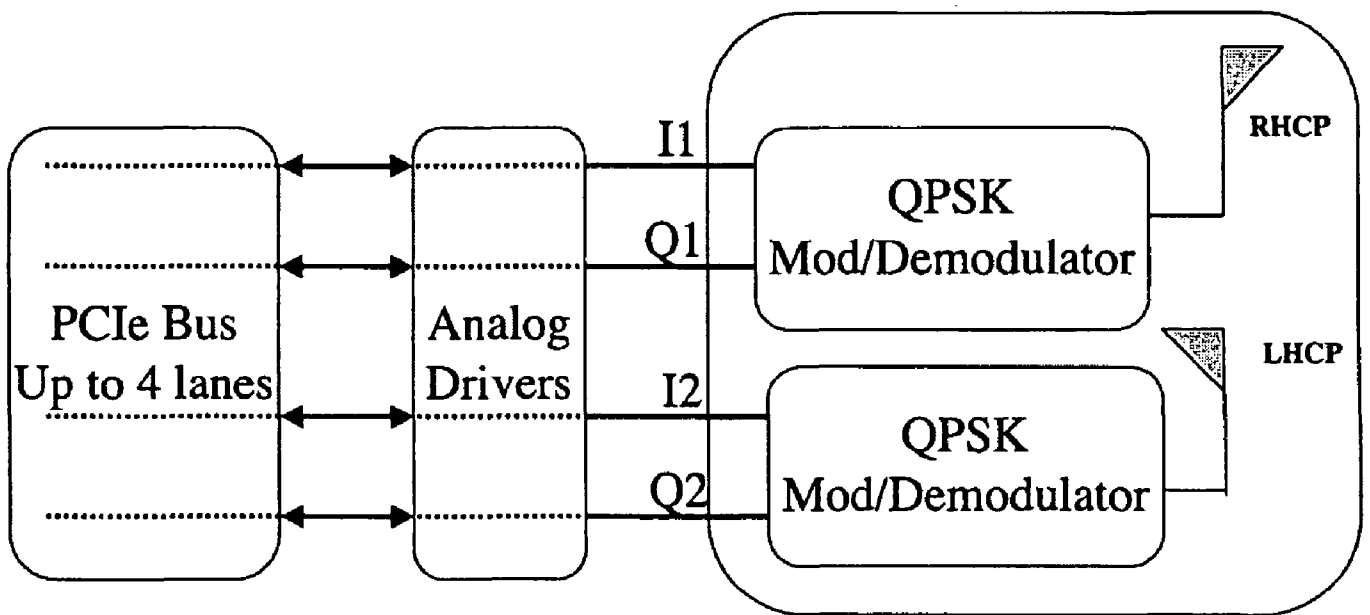 PCIe Bus
Up to 4 lanes
Analog
Drivers
I1
Q1
I2
Q2
QPSK
Mod/Demodulator
RHCP
QPSK
Mod/Demodulator
LHCP